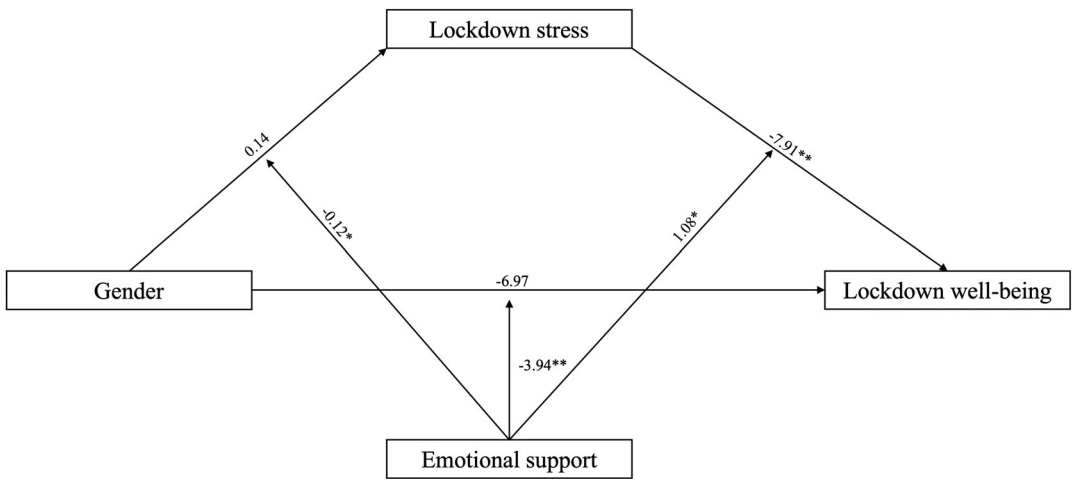 Lockdown stress
0.14
-7.91**
-0.12*
1.08*
Gender
-6.97
Lockdown well-being
-3.94**
Emotional support